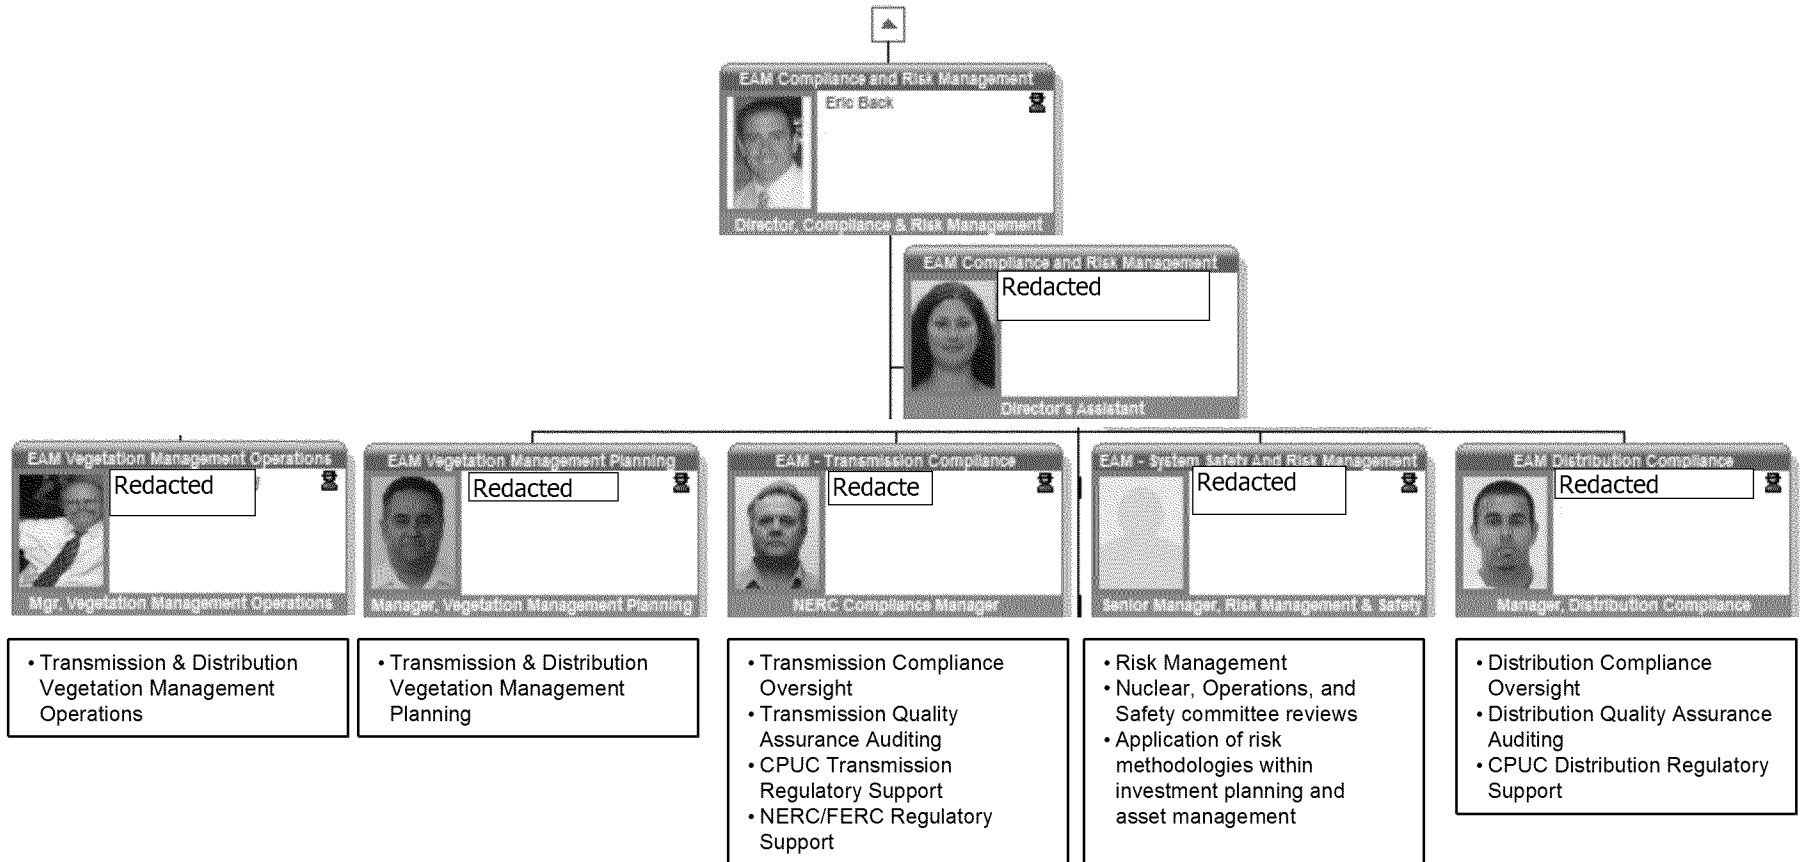 EAM Compliance and Risk Management
Eric Back
Director, Compliance & Risk Management
EAM Compliance and Risk Management
Redacted
Director's Assistant
EAM Vegetation Management Operations
Redacted
Mgr, Vegetation Management Operations
• Transmission & Distribution
Vegetation Management
Operations
EAM Vegetation Management Planning
Redacted
Manager, Vegetation Management Planning
• Transmission & Distribution
Vegetation Management
Planning
EAM - Transmission Compliance
Redacte
NERC Compliance Manager
• Transmission Compliance
Oversight
• Transmission Quality
Assurance Auditing
• CPUC Transmission
Regulatory Support
• NERC/FERC Regulatory
Support
EAM - System Safety And Risk Management
Redacted
Senior Manager, Risk Management & Safety
• Risk Management
• Nuclear, Operations, and
Safety committee reviews
• Application of risk
methodologies within
investment planning and
asset management
EAM Distribution Compliance
Redacted
Manager, Distribution Compliance
• Distribution Compliance
Oversight
• Distribution Quality Assurance
Auditing
• CPUC Distribution Regulatory
Support